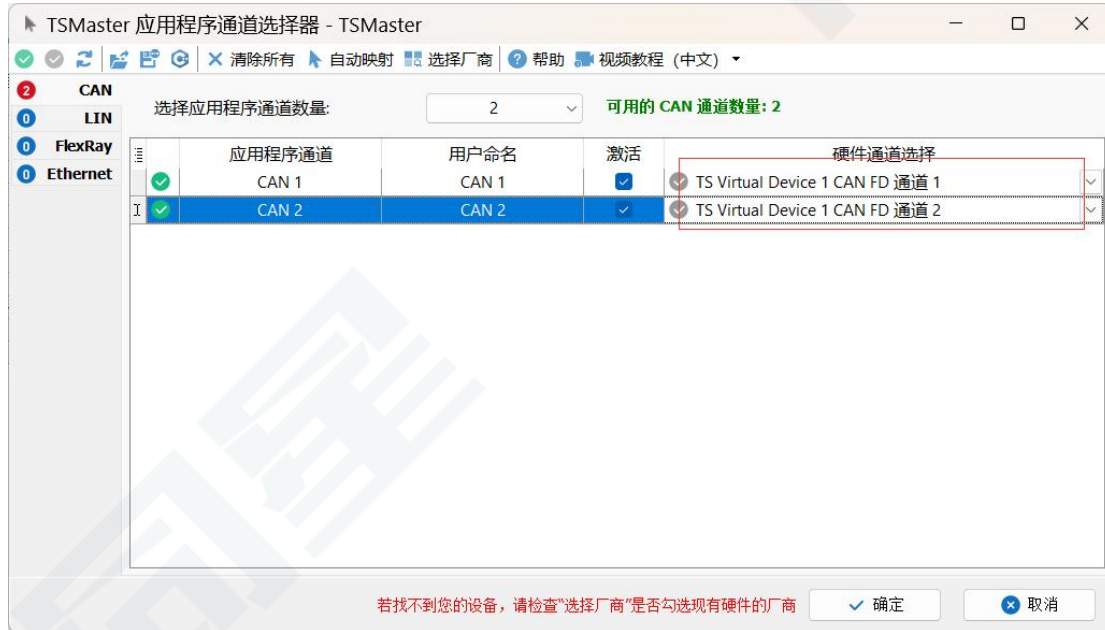 TSMaster 应用程序通道选择器 - TSMaster
清除所有 自动映射 选择厂商 帮助 视频教程 (中文)
2 CAN
0 LIN
0 FlexRay
0 Ethernet
选择应用程序通道数量: 2 可用的 CAN 通道数量: 2
应用程序通道 用户命名 激活 硬件通道选择
CAN 1 CAN 1 TS Virtual Device 1 CAN FD 通道 1
CAN 2 CAN 2 TS Virtual Device 1 CAN FD 通道 2
若找不到您的设备，请检查“选择厂商”是否勾选现有硬件的厂商 确定 取消
同星